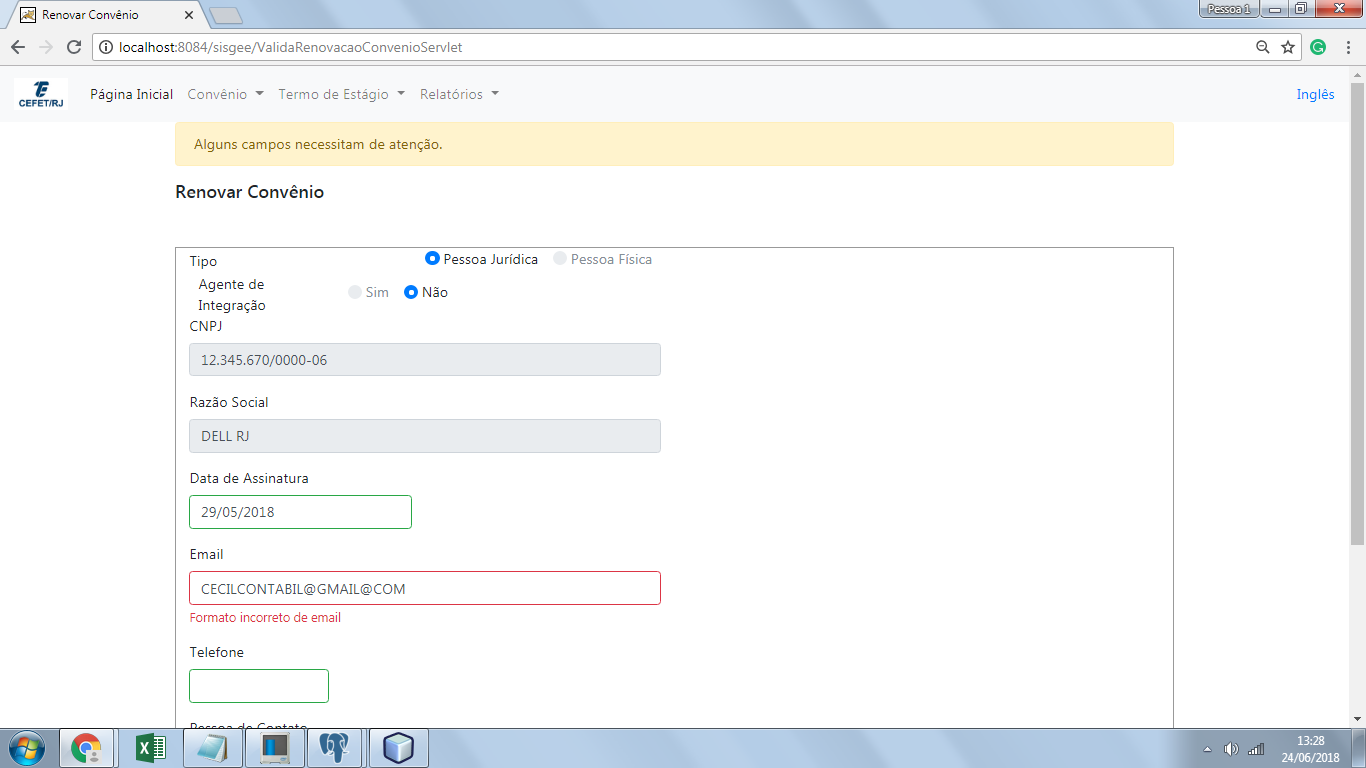 Renovar Convênio
Pessoa 1
localhost:8084/sisgee/ValidaRenovacaoConvenioServlet
CEFET/RJ
Página Inicial Convênio Termo de Estágio Relatórios Inglês
Alguns campos necessitam de atenção.
Renovar Convênio
Tipo Pessoa Jurídica Pessoa Física
Agente de
Integração
Sim Não
CNPJ
12.345.670/0000-06
Razão Social
DELL RJ
Data de Assinatura
29/05/2018
Email
CECILCONTABIL@GMAIL@COM
Formato incorreto de email
Telefone
Pessoa de Contato
13:28
24/06/2018